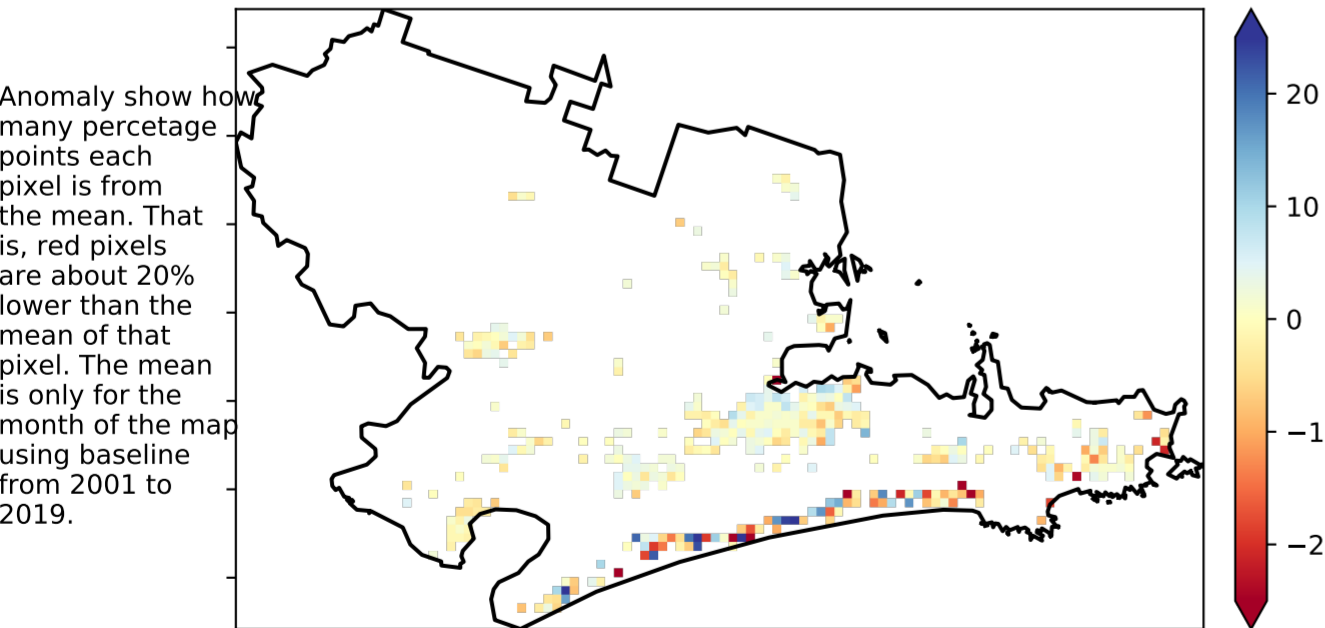 Anomaly show how
many percetage
points each
pixel is from
the mean. That
is, red pixels
are about 20%
lower than the
mean of that
pixel. The mean
is only for the
month of the map
using baseline
from 2001 to
2019.
20
10
0
−1
−2